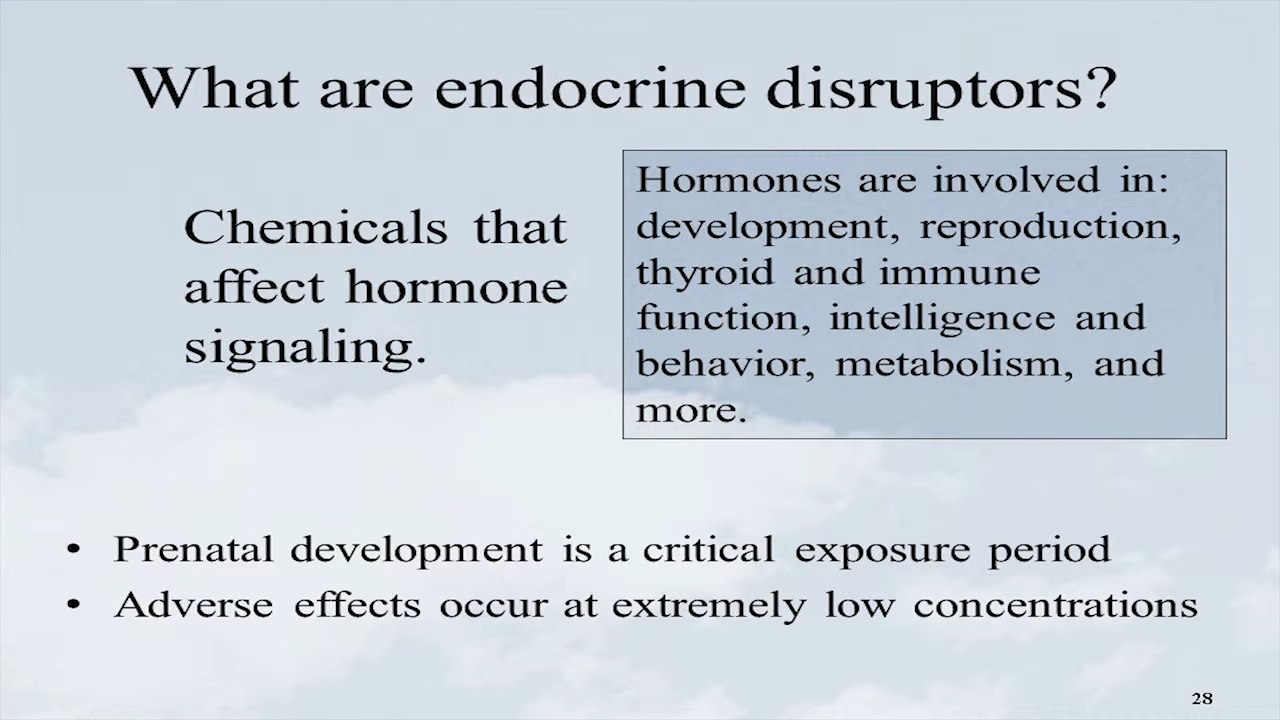 What are endocrine disruptors?
Chemicals that
affect hormone
signaling.
Hormones are involved in:
development, reproduction,
thyroid and immune
function, intelligence and
behavior, metabolism, and
more.
• Prenatal development is a critical exposure period
• Adverse effects occur at extremely low concentrations
28